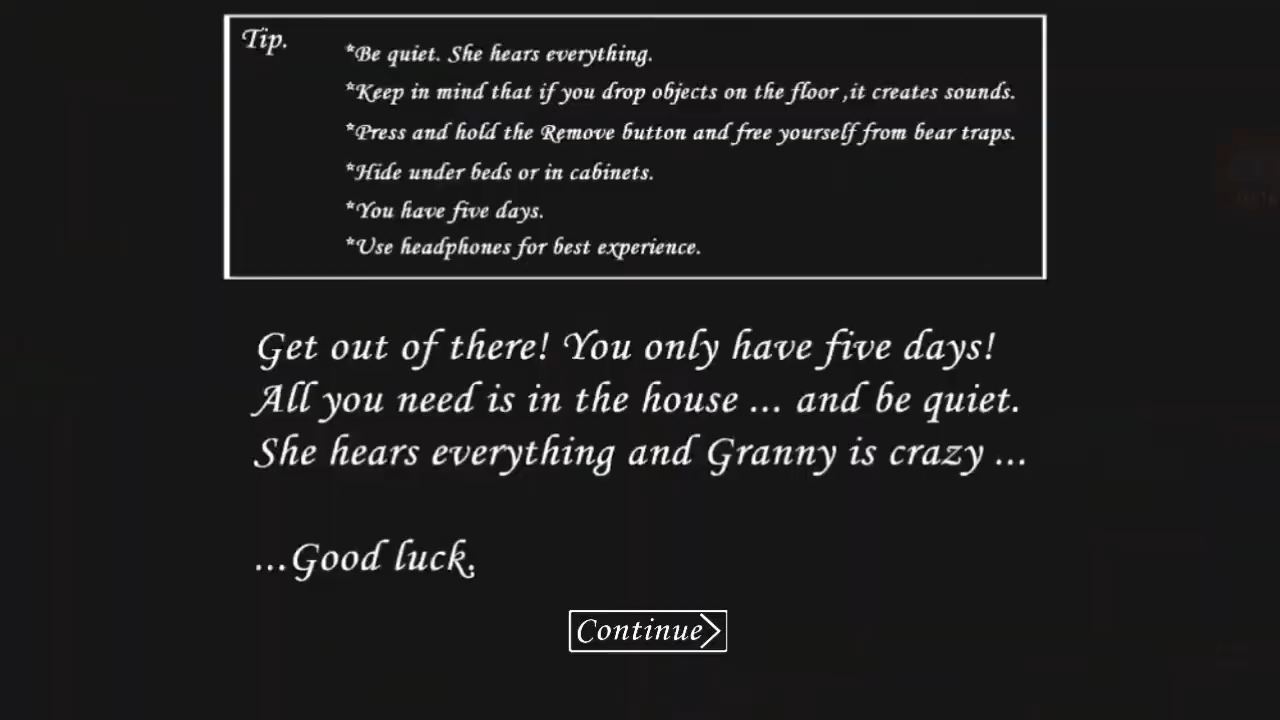 Tip.
*Be quiet. She hears everything.
*Keep in mind that if you drop objects on the floor ,it creates sounds.
*Press and hold the Remove button and free yourself from bear traps.
*Hide under beds or in cabinets.
*You have five days.
*Use headphones for best experience.
Get out of there! You only have five days!
All you need is in the house ... and be quiet.
She hears everything and Granny is crazy ...
...Good luck.
Continue